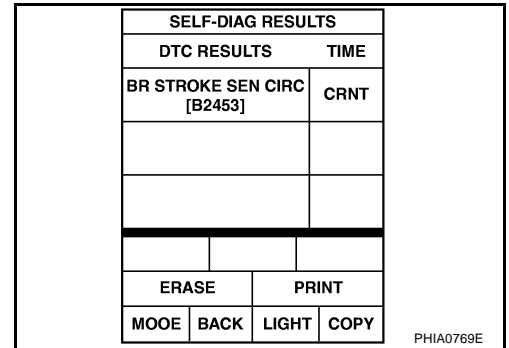 SELF-DIAG RESULTS
DTC RESULTS TIME
BR STROKE SEN CIRC
[B2453] CRNT
ERASE PRINT
MOOE BACK LIGHT COPY
PHIA0769E